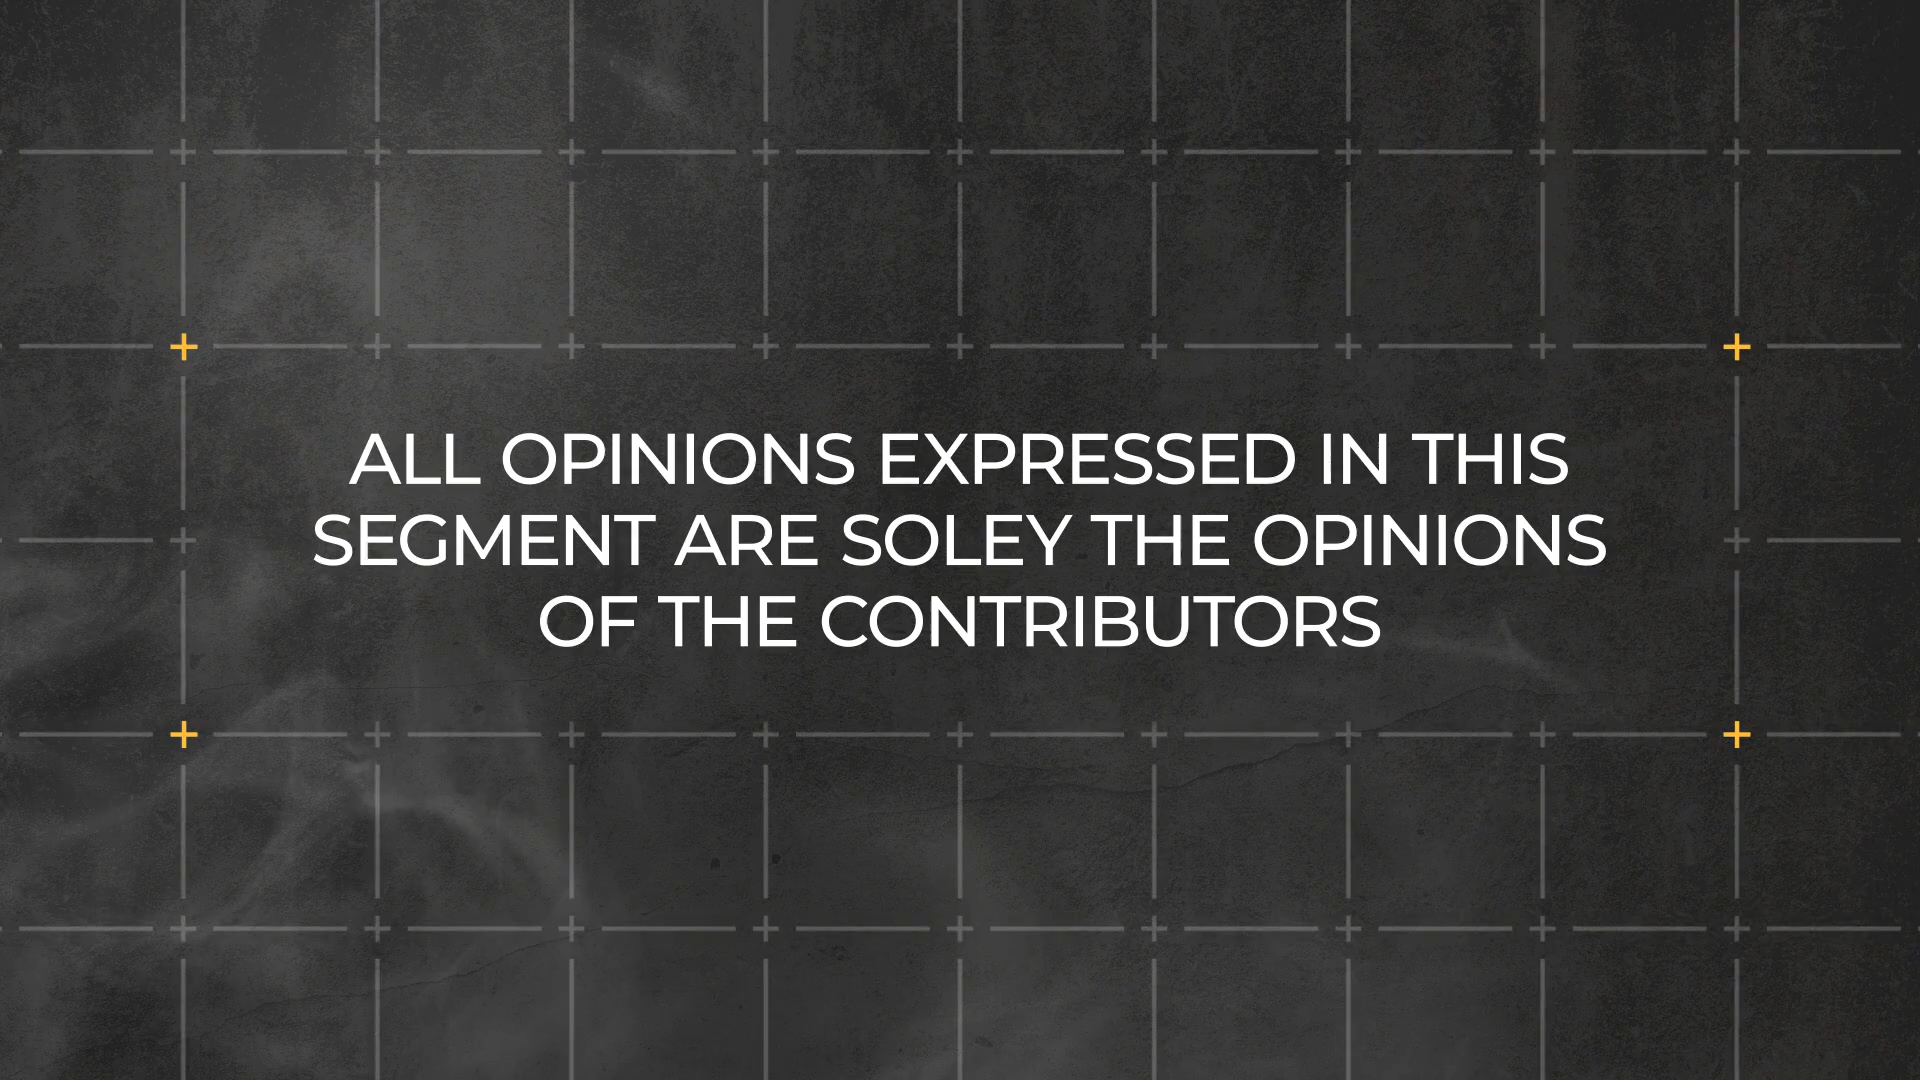 ALL OPINIONS EXPRESSED IN THIS
SEGMENT ARE SOLEY THE OPINIONS
OF THE CONTRIBUTORS